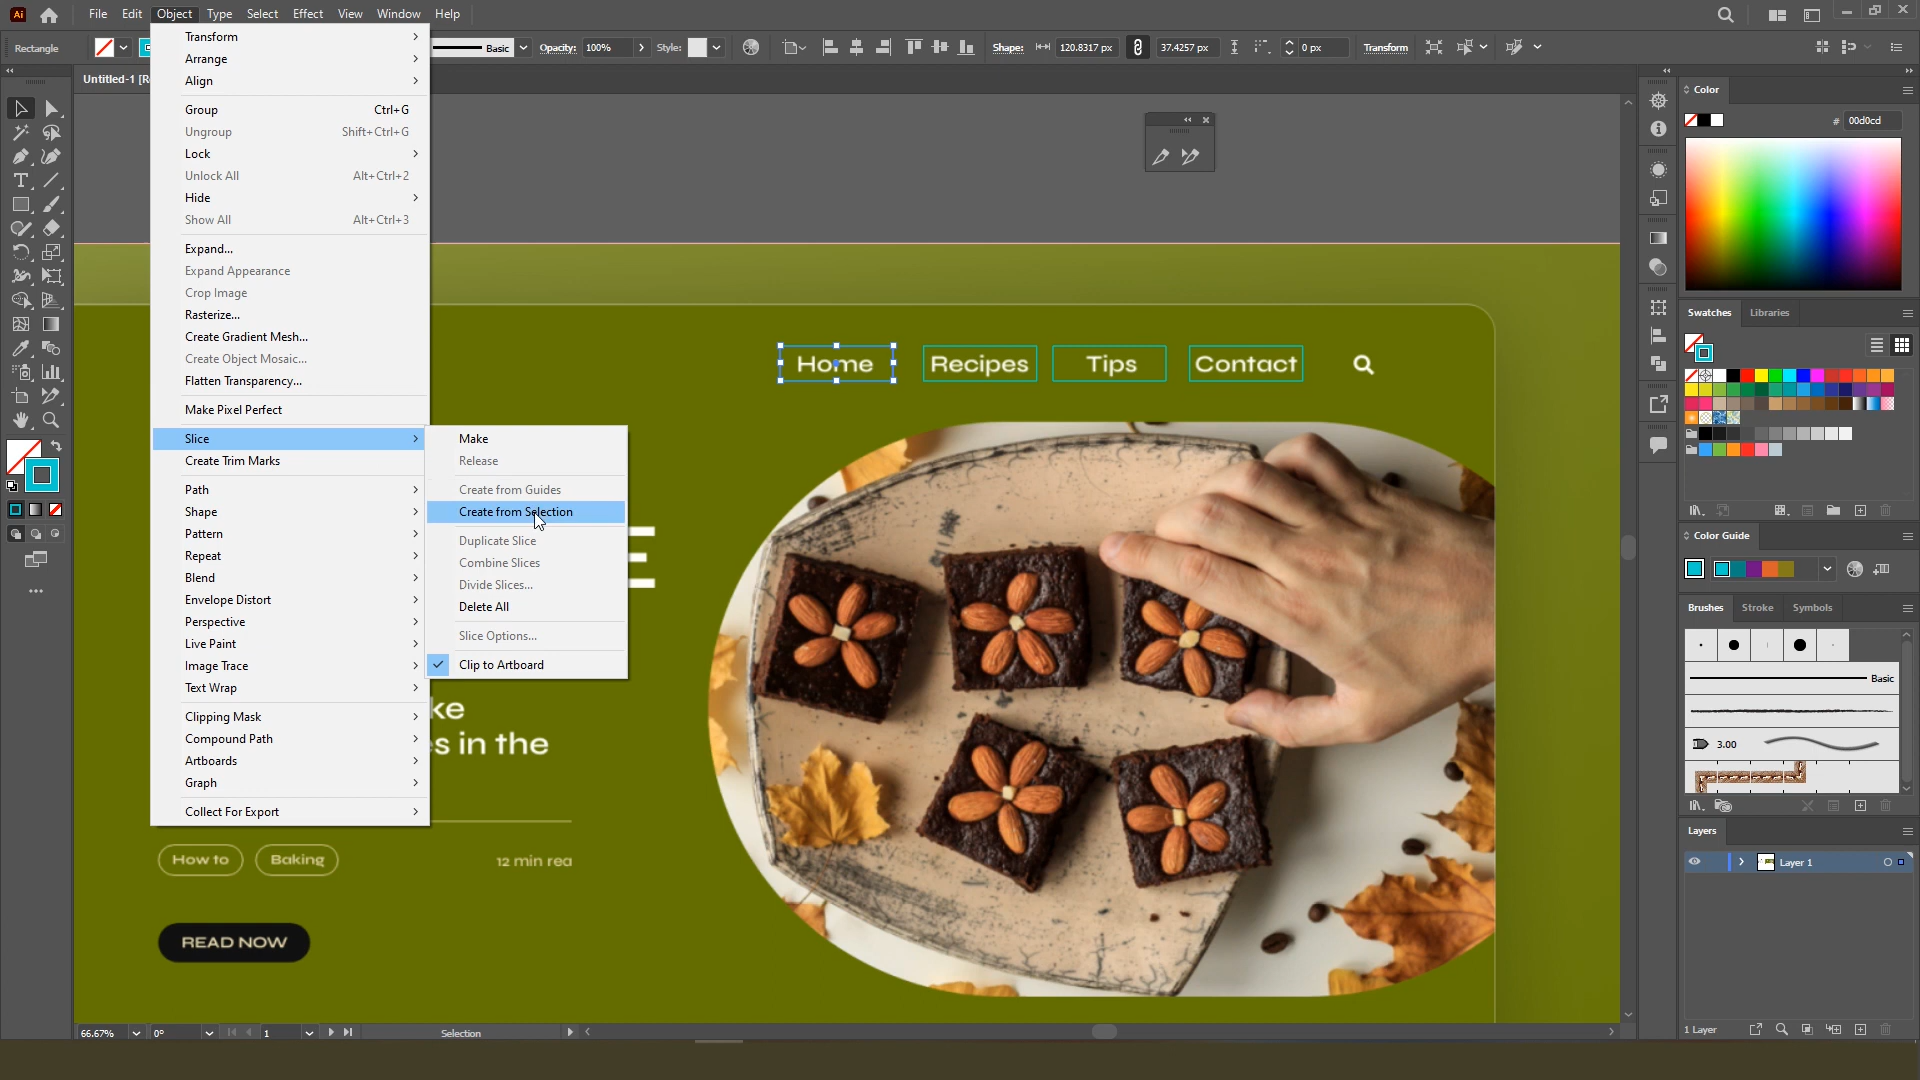 Ai File Edit Object Type Select Effect View Window Help
Rectangle Basic Opacity: 100% Style: Shape: 120.8317 px 37.4257 px 0 px Transform
Untitled-1 [R
Transform
Arrange
Align
Group Ctrl+G
Ungroup Shift+Ctrl+G
Lock
Unlock All Alt+Ctrl+2
Hide
Show All Alt+Ctrl+3
Expand...
Expand Appearance
Crop Image
Rasterize...
Create Gradient Mesh...
Create Object Mosaic...
Flatten Transparency...
Make Pixel Perfect
Slice
Create Trim Marks
Path
Shape
Pattern
Repeat
Blend
Envelope Distort
Perspective
Live Paint
Image Trace
Text Wrap
Clipping Mask
Compound Path
Artboards
Graph
Collect For Export
Make
Release
Create from Guides
Create from Selection
Duplicate Slice
Combine Slices
Divide Slices...
Delete All
Slice Options...
Clip to Artboard
Home Recipes Tips Contact
E
ke
s in the
How to Baking 12 min rea
READ NOW
Color
# 00d0cd
Swatches Libraries
Color Guide
Brushes Stroke Symbols
Basic
3.00
Layers
Layer 1
1 Layer
66.67% 0° 1 Selection